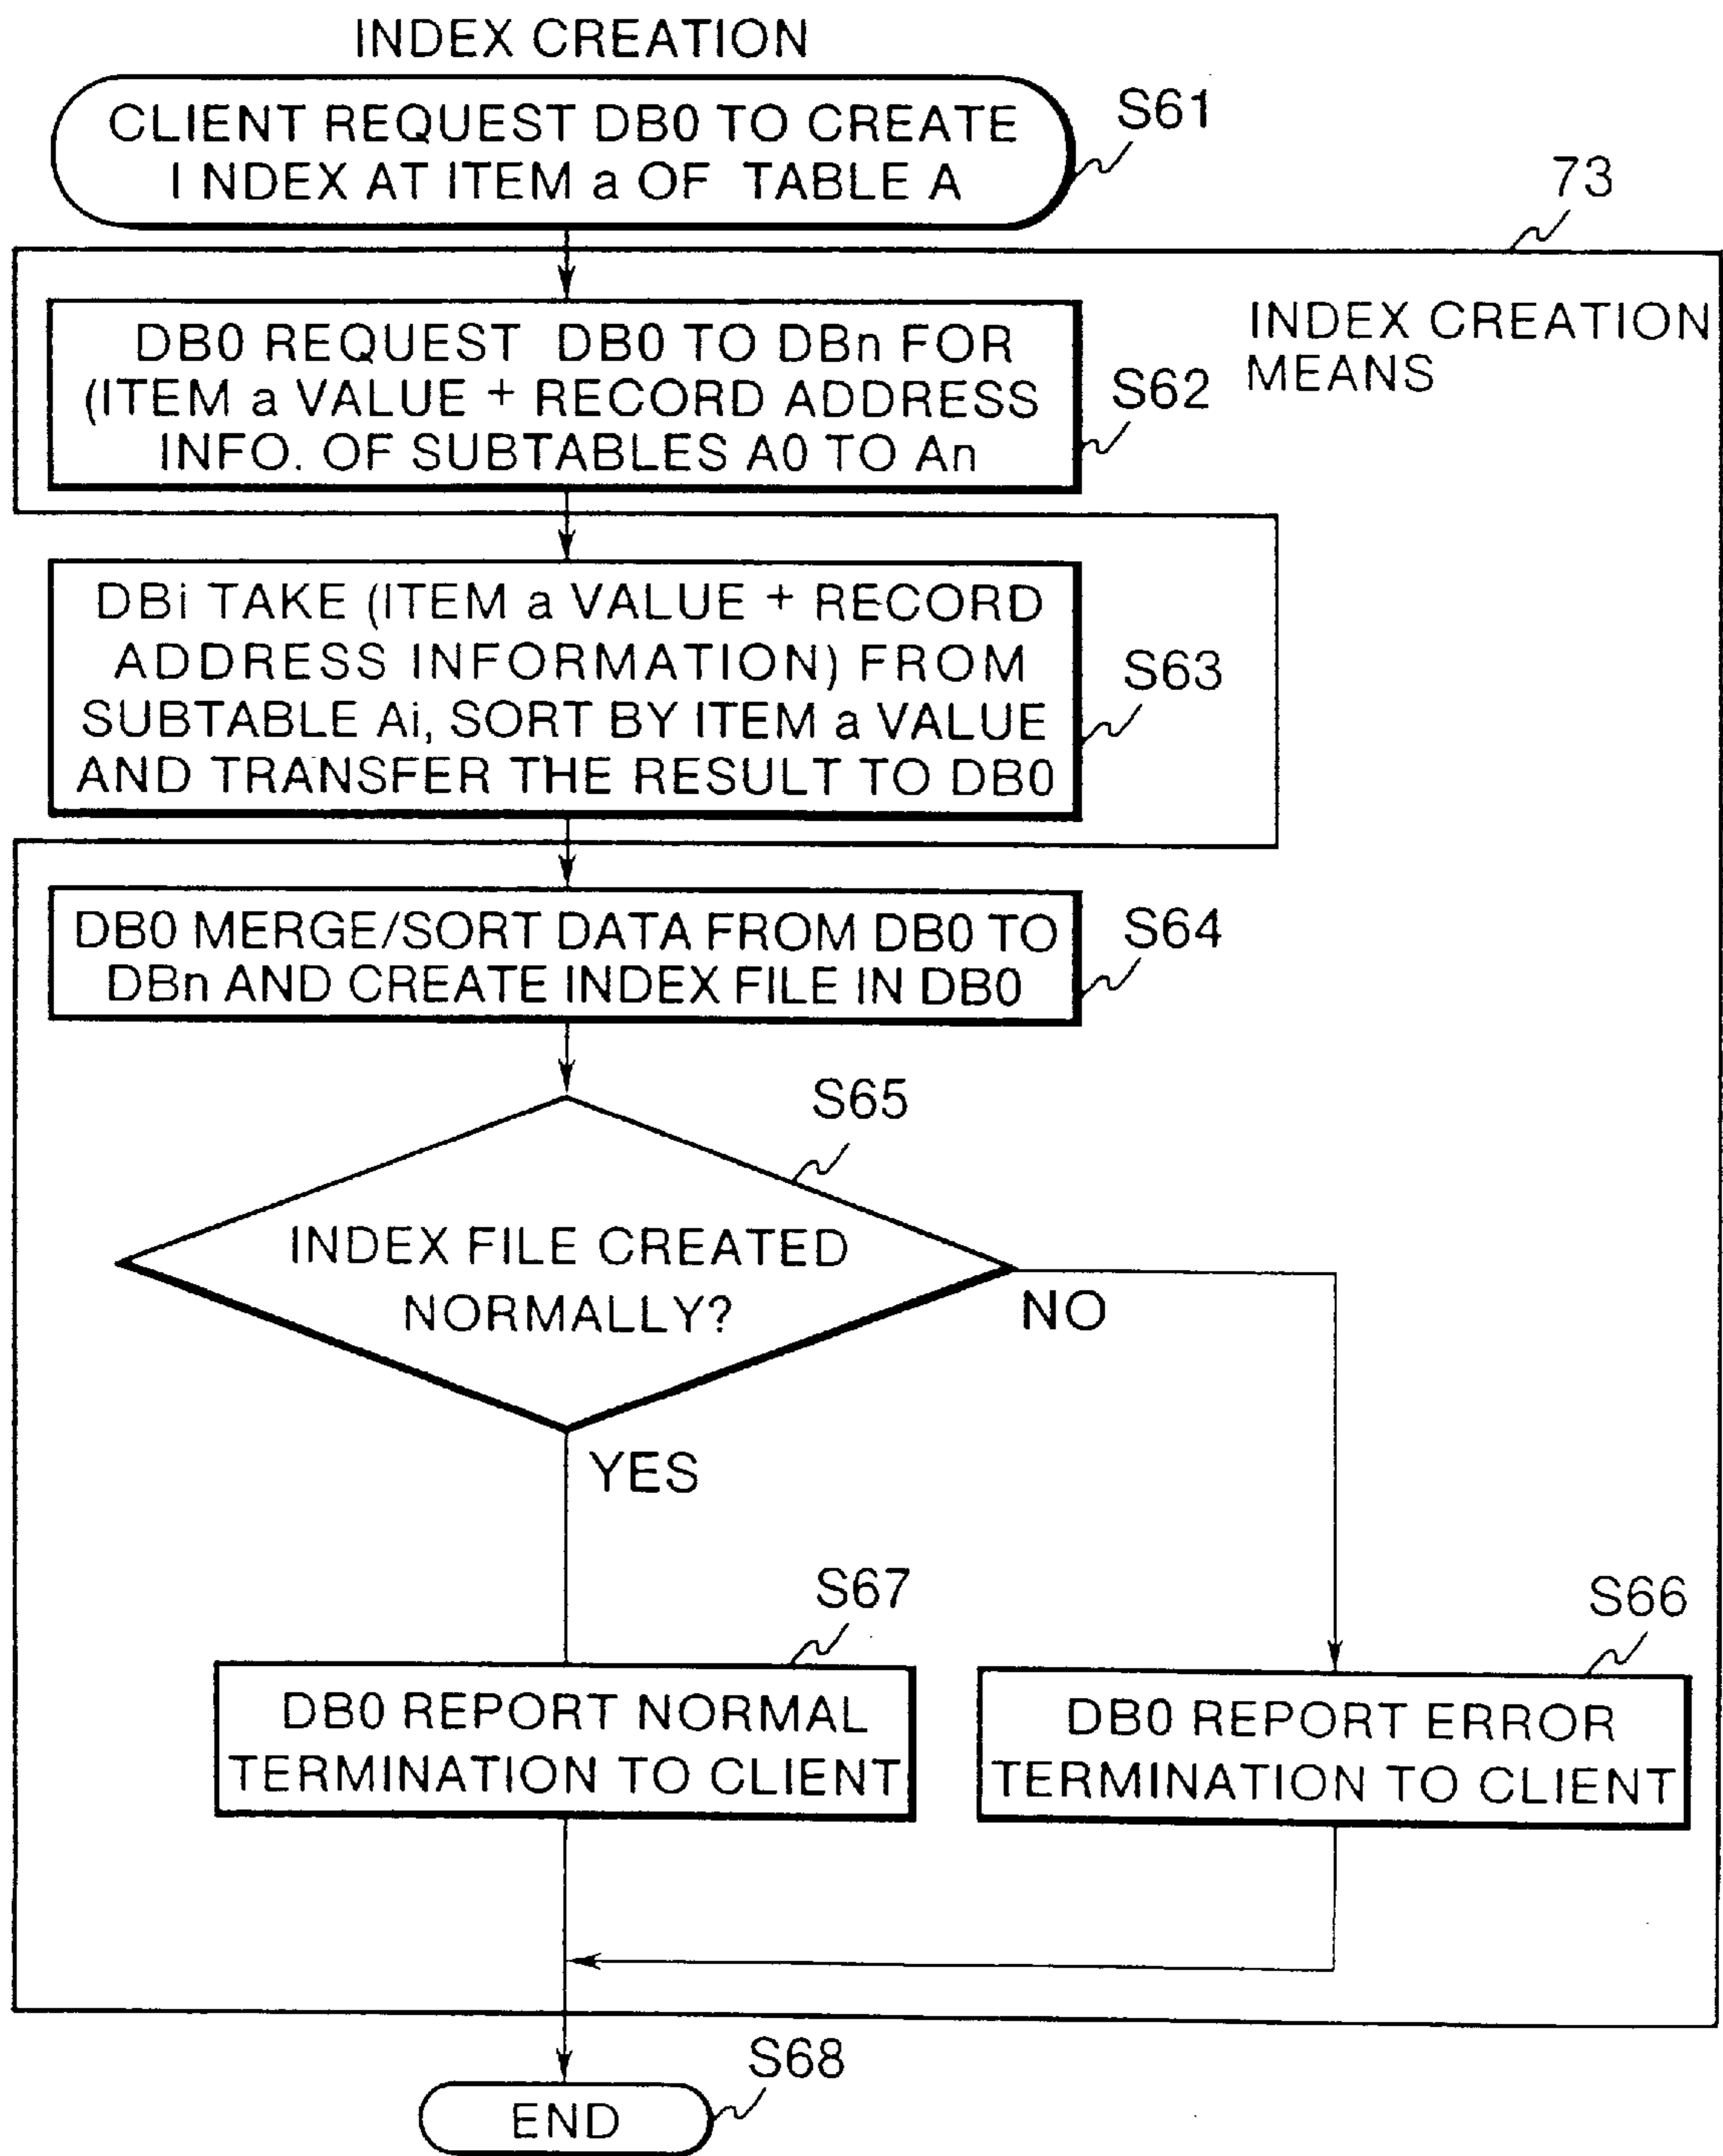 INDEX CREATION
CLIENT REQUEST DB0 TO CREATE
I NDEX AT ITEM a OF TABLE A
S61
73
DB0 REQUEST DB0 TO DBn FOR
(ITEM a VALUE + RECORD ADDRESS
INFO. OF SUBTABLES A0 TO An
S62
INDEX CREATION
MEANS
DBi TAKE (ITEM a VALUE + RECORD
ADDRESS INFORMATION) FROM
SUBTABLE Ai, SORT BY ITEM a VALUE
AND TRANSFER THE RESULT TO DB0
S63
DB0 MERGE/SORT DATA FROM DB0 TO
DBn AND CREATE INDEX FILE IN DB0
S64
S65
INDEX FILE CREATED
NORMALLY?
NO
YES
S67
S66
DB0 REPORT NORMAL
TERMINATION TO CLIENT
DB0 REPORT ERROR
TERMINATION TO CLIENT
S68
END